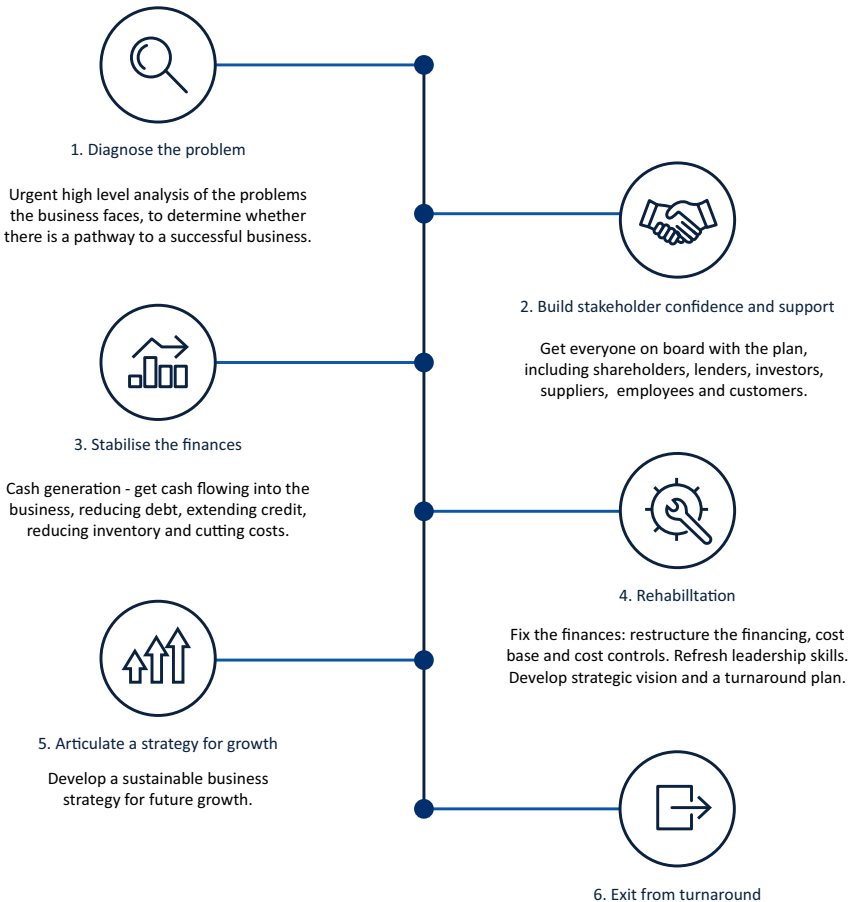 1. Diagnose the problem
Urgent high level analysis of the problems
the business faces, to determine whether
there is a pathway to a successful business.
2. Build stakeholder confidence and support
Get everyone on board with the plan,
including shareholders, lenders, investors,
suppliers, employees and customers.
3. Stabilise the finances
Cash generation - get cash flowing into the
business, reducing debt, extending credit,
reducing inventory and cutting costs.
4. Rehabilltation
Fix the finances: restructure the financing, cost
base and cost controls. Refresh leadership skills.
Develop strategic vision and a turnaround plan.
5. Articulate a strategy for growth
Develop a sustainable business
strategy for future growth.
6. Exit from turnaround